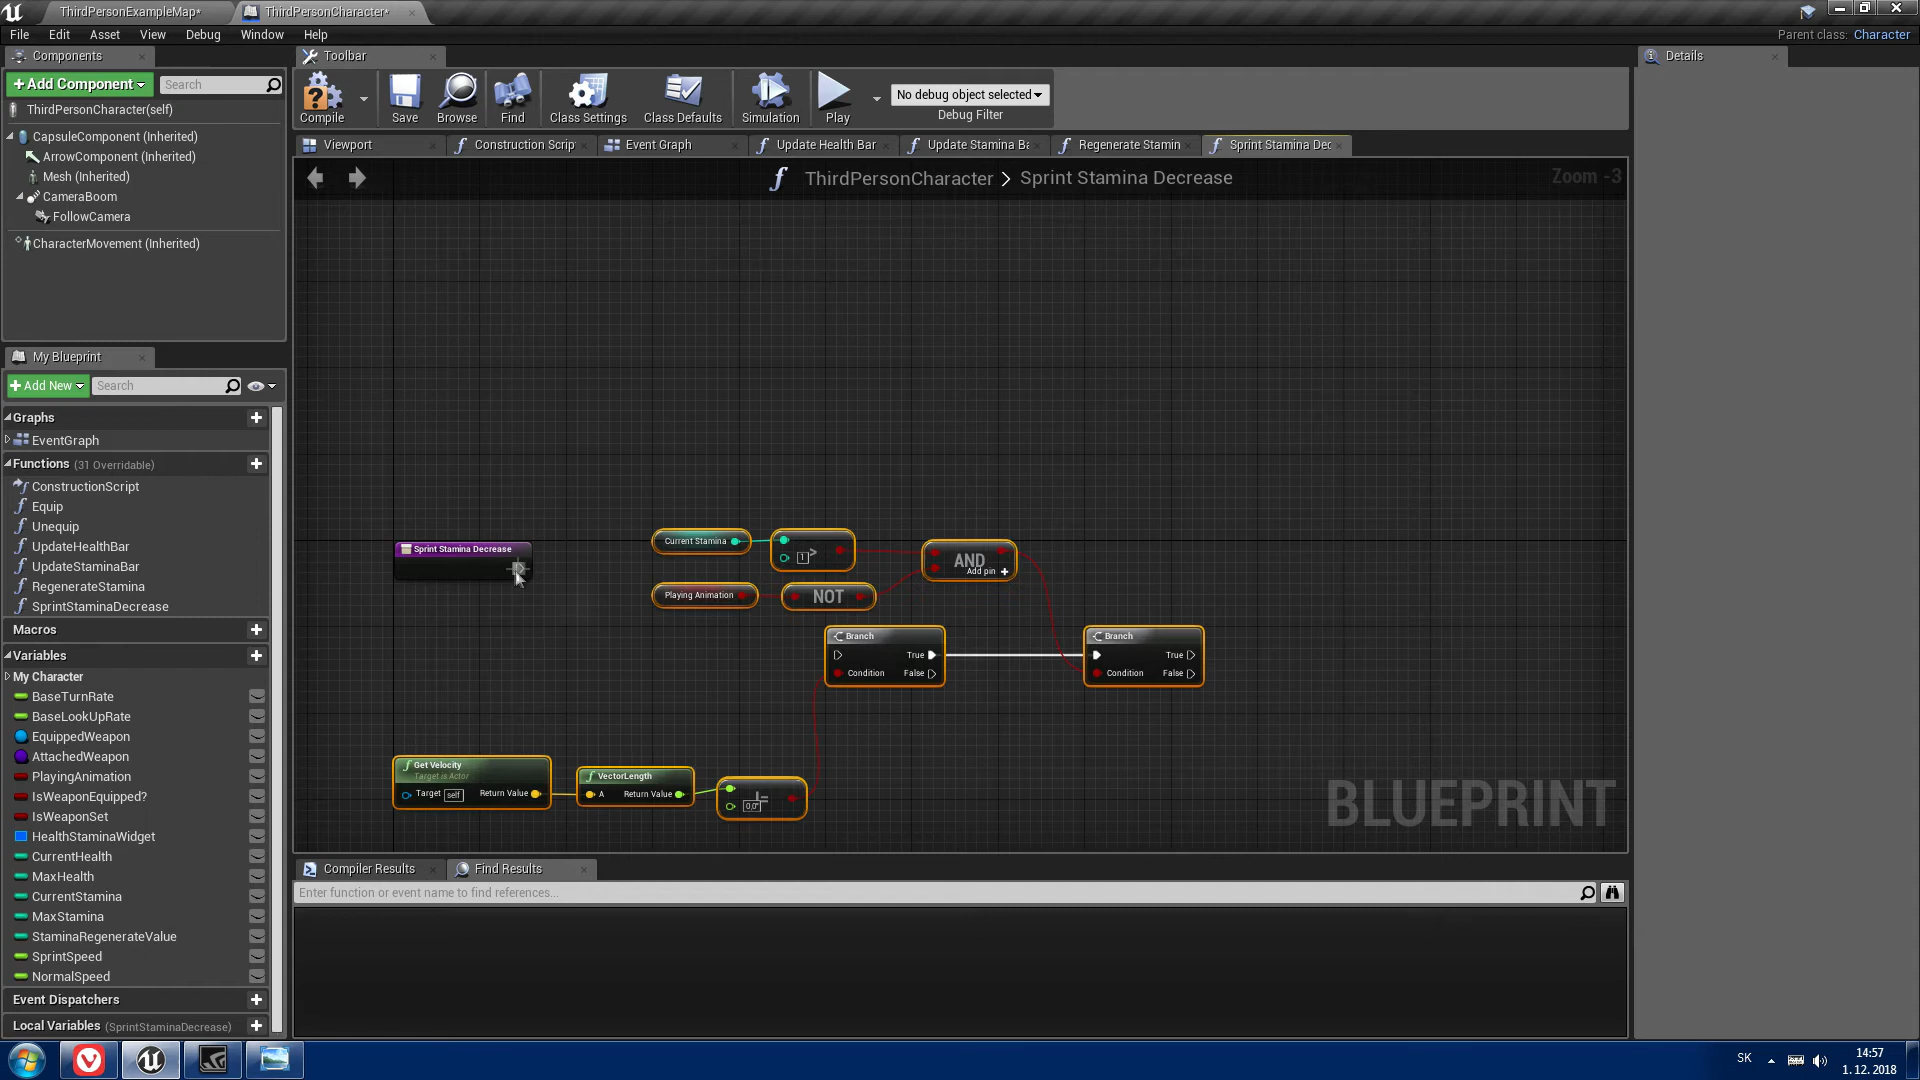 ThirdPersonExampleMap*
ThirdPersonCharacter*
File Edit Asset View Debug Window Help
Parent class: Character
Components
Toolbar
Details
Add Component
Search
ThirdPersonCharacter(self)
CapsuleComponent (Inherited)
ArrowComponent (Inherited)
Mesh (Inherited)
CameraBoom
FollowCamera
CharacterMovement (Inherited)
Compile
Save
Browse
Find
Class Settings
Class Defaults
Simulation
Play
No debug object selected
Debug Filter
Viewport
Construction Scrip
Event Graph
Update Health Bar
Update Stamina Ba
Regenerate Stamin
Sprint Stamina Dec
ThirdPersonCharacter > Sprint Stamina Decrease
Zoom -3
My Blueprint
Add New
Search
Graphs
EventGraph
Functions (31 Overridable)
ConstructionScript
Equip
Unequip
UpdateHealthBar
UpdateStaminaBar
RegenerateStamina
SprintStaminaDecrease
Macros
Variables
My Character
BaseTurnRate
BaseLookUpRate
EquippedWeapon
AttachedWeapon
PlayingAnimation
IsWeaponEquipped?
IsWeaponSet
HealthStaminaWidget
CurrentHealth
MaxHealth
CurrentStamina
MaxStamina
StaminaRegenerateValue
SprintSpeed
NormalSpeed
Event Dispatchers
Local Variables (SprintStaminaDecrease)
Sprint Stamina Decrease
Current Stamina
1
>
Playing Animation
NOT
AND
Add pin +
Branch
True
Condition False
Branch
True
Condition False
Get Velocity
Target is Actor
Target self Return Value
VectorLength
A Return Value
!=
0,0
BLUEPRINT
Compiler Results
Find Results
Enter function or event name to find references...
SK
14:57
1. 12. 2018